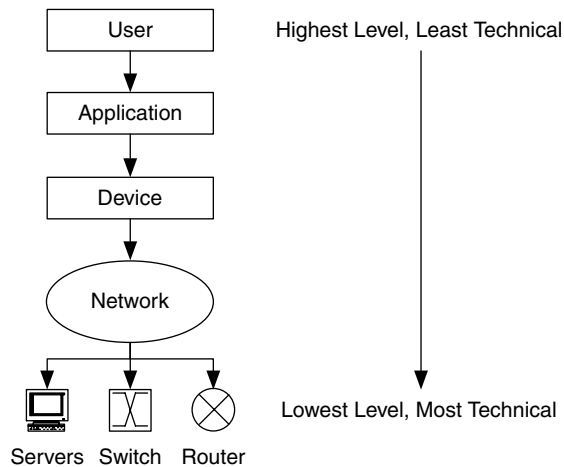 User
Highest Level, Least Technical
Application
Device
Network
Lowest Level, Most Technical
Servers Switch Router